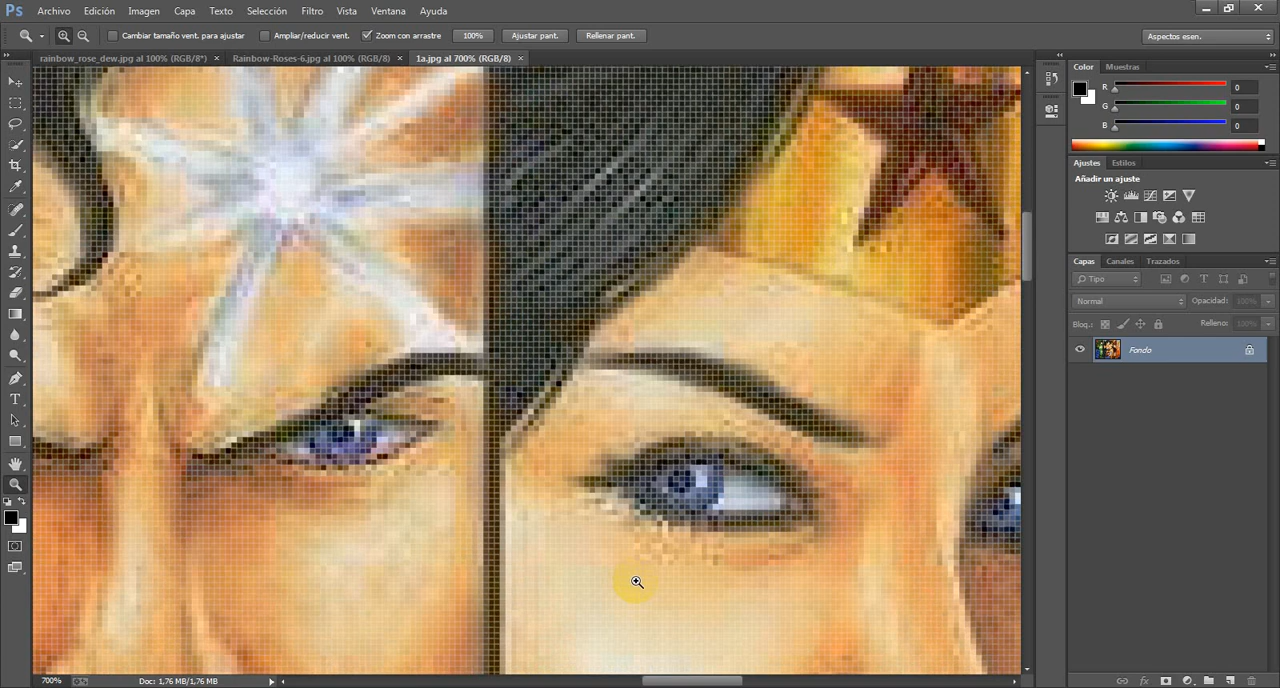 Ps Archivo Edición Imagen Capa Texto Selección Filtro Vista Ventana Ayuda
Cambiar tamaño vent. para ajustar Ampliar/reducir vent. Zoom con arrastre 100% Ajustar pant. Rellenar pant. Aspectos esen.
rainbow_rose_dew.jpg al 100% (RGB/8*) × Rainbow-Roses-6.jpg al 100% (RGB/8) × 1a.jpg al 700% (RGB/8) ×
Color Muestras
R 0
G 0
B 0
Ajustes Estilos
Añadir un ajuste
Capas Canales Trazados
Tipo
Normal Opacidad: 100%
Bloq.: Relleno: 100%
Fondo
T
700% Doc: 1,76 MB/1,76 MB
fx